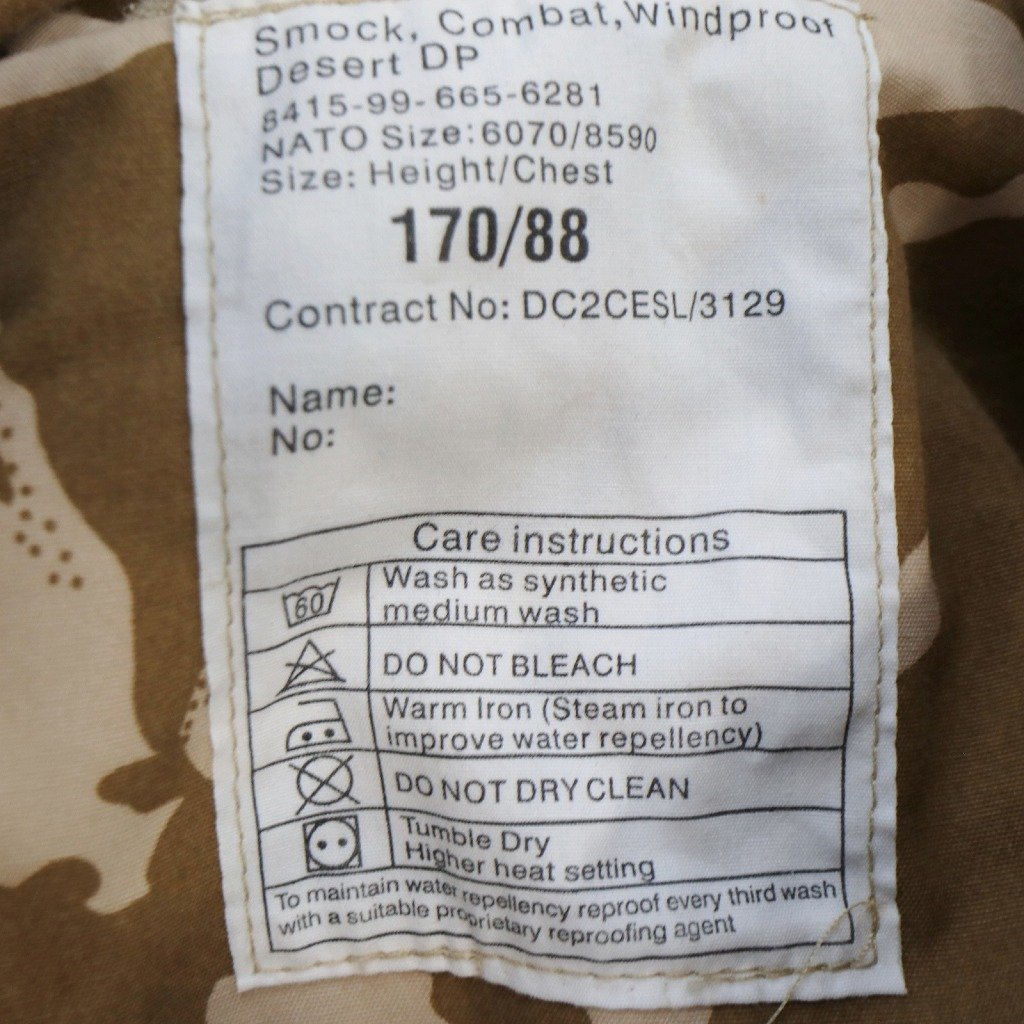 Smock, Combat, Windproof
Desert DP
8415-99-665-6281
NATO Size:6070/8590
Size: Height/Chest
170/88
Contract No: DC2CESL/3129
Name:
No:
Care instructions
60
Wash as synthetic
medium wash
DO NOT BLEACH
Warm Iron (Steam iron to
improve water repellency)
DO NOT DRY CLEAN
Tumble Dry
Higher heat setting
To maintain water repellency reproof every third wash
with a suitable proprietary reproofing agent